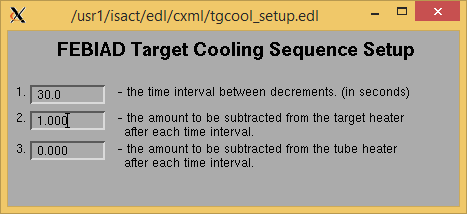 /usr1/isact/edl/cxml/tgcool_setup.edl
FEBIAD Target Cooling Sequence Setup
1. 30.0 - the time interval between decrements. (in seconds)
2. 1.000 - the amount to be subtracted from the target heater
after each time interval.
3. 0.000 - the amount to be subtracted from the tube heater
after each time interval.